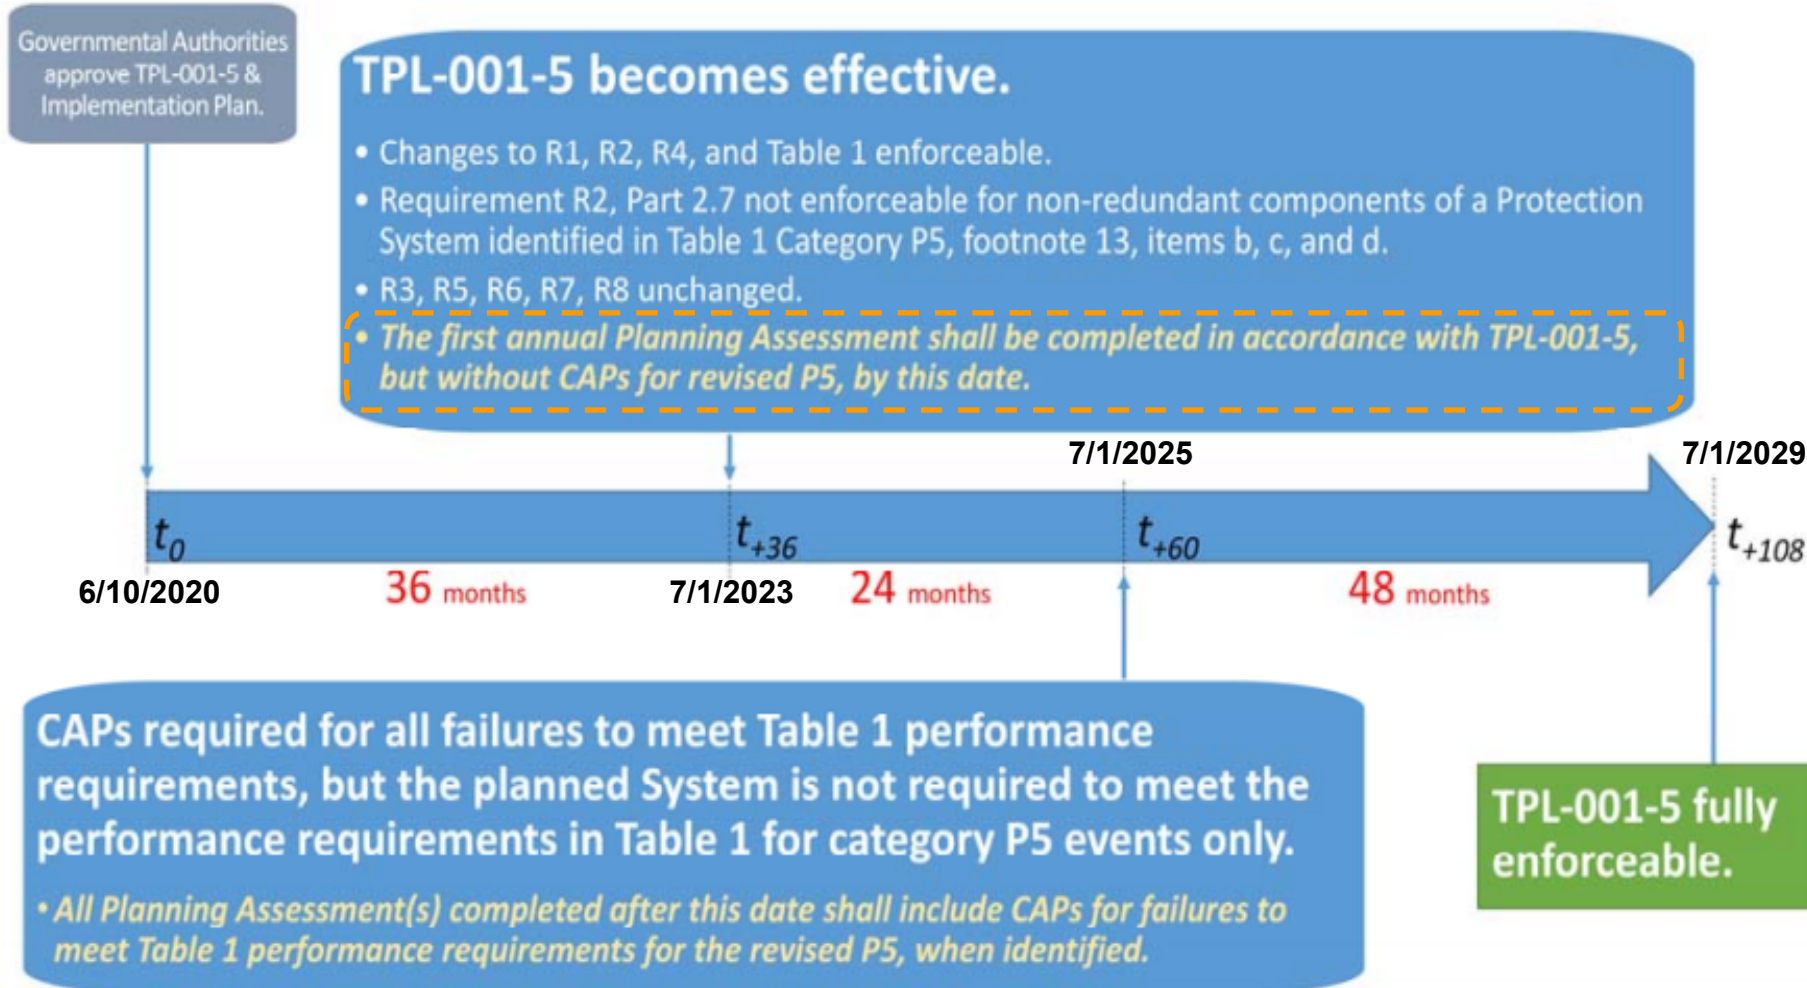 Governmental Authorities
approve TPL-001-5 &
Implementation Plan.
TPL-001-5 becomes effective.
• Changes to R1, R2, R4, and Table 1 enforceable.
• Requirement R2, Part 2.7 not enforceable for non-redundant components of a Protection
System identified in Table 1 Category P5, footnote 13, items b, c, and d.
• R3, R5, R6, R7, R8 unchanged.
• The first annual Planning Assessment shall be completed in accordance with TPL-001-5,
but without CAPs for revised P5, by this date.
7/1/2025
7/1/2029
t0
t+36
t+60
t+108
6/10/2020
36 months
7/1/2023
24 months
48 months
CAPs required for all failures to meet Table 1 performance
requirements, but the planned System is not required to meet the
performance requirements in Table 1 for category P5 events only.
• All Planning Assessment(s) completed after this date shall include CAPs for failures to
meet Table 1 performance requirements for the revised P5, when identified.
TPL-001-5 fully
enforceable.